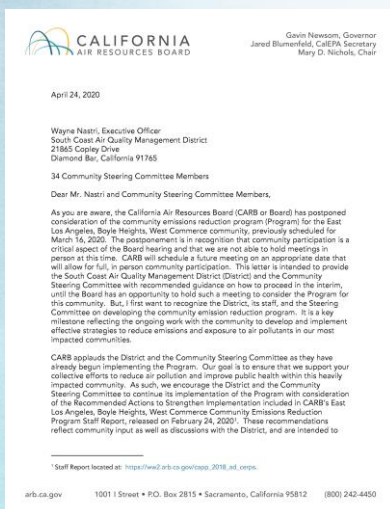 CALIFORNIA
AIR RESOURCES BOARD
Gavin Newsom, Governor
Jared Blumenfeld, CalEPA Secretary
Mary D. Nichols, Chair
April 24, 2020
Wayne Nastri, Executive Officer
South Coast Air Quality Management District
21865 Copley Drive
Diamond Bar, California 91765
34 Community Steering Committee Members
Dear Mr. Nastri and Community Steering Committee Members,
As you are aware, the California Air Resources Board (CARB or Board) has postponed
consideration of the community emissions reduction program (Program) for the East
Los Angeles, Boyle Heights, West Commerce community, previously scheduled for
March 16, 2020. The postponement is in recognition that community participation is a
critical aspect of the Board hearing and that we are not able to hold meetings in
person at this time. CARB will schedule a future meeting on an appropriate date that
will allow for full, in person community participation. This letter is intended to provide
the South Coast Air Quality Management District (District) and the Community
Steering Committee with recommended guidance on how to proceed in the interim,
until the Board has an opportunity to hold such a meeting to consider the Program for
this community. But, I first want to recognize the District, its staff, and the Steering
Committee on developing the community emission reduction program. It is a key
milestone reflecting the ongoing work with the community to develop and implement
effective strategies to reduce emissions and exposure to air pollutants in our most
impacted communities.
CARB applauds the District and the Community Steering Committee as they have
already begun implementing the Program. Our goal is to ensure that we support your
collective efforts to reduce air pollution and improve public health within this heavily
impacted community. As such, we encourage the District and the Community
Steering Committee to continue its implementation of the Program with consideration
of the Recommended Actions to Strengthen Implementation included in CARB's East
Los Angeles, Boyle Heights, West Commerce Community Emissions Reduction
Program Staff Report, released on February 24, 2020¹. These recommendations
reflect community input as well as discussions with the District, and are intended to
¹ Staff Report located at: https://ww2.arb.ca.gov/capp_2018_ad_cerps.
arb.ca.gov 1001 I Street • P.O. Box 2815 • Sacramento, California 95812 (800) 242-4450